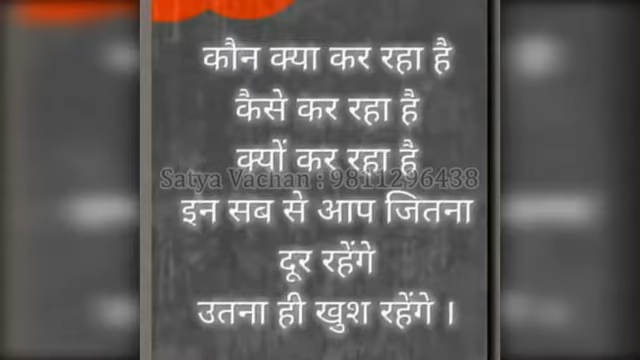 कौन क्या कर रहा है
कैसे कर रहा है
क्यों कर रहा है
Satya Vachan : 9811296438
इन सब से आप जितना
दूर रहेंगे
उतना ही खुश रहेंगे ।